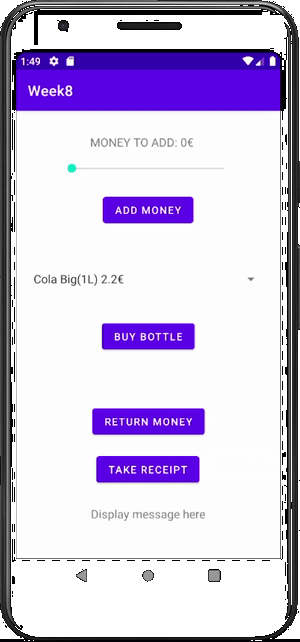 1:49
Week8
MONEY TO ADD: 0€
ADD MONEY
Cola Big(1L) 2.2€
BUY BOTTLE
RETURN MONEY
TAKE RECEIPT
Display message here